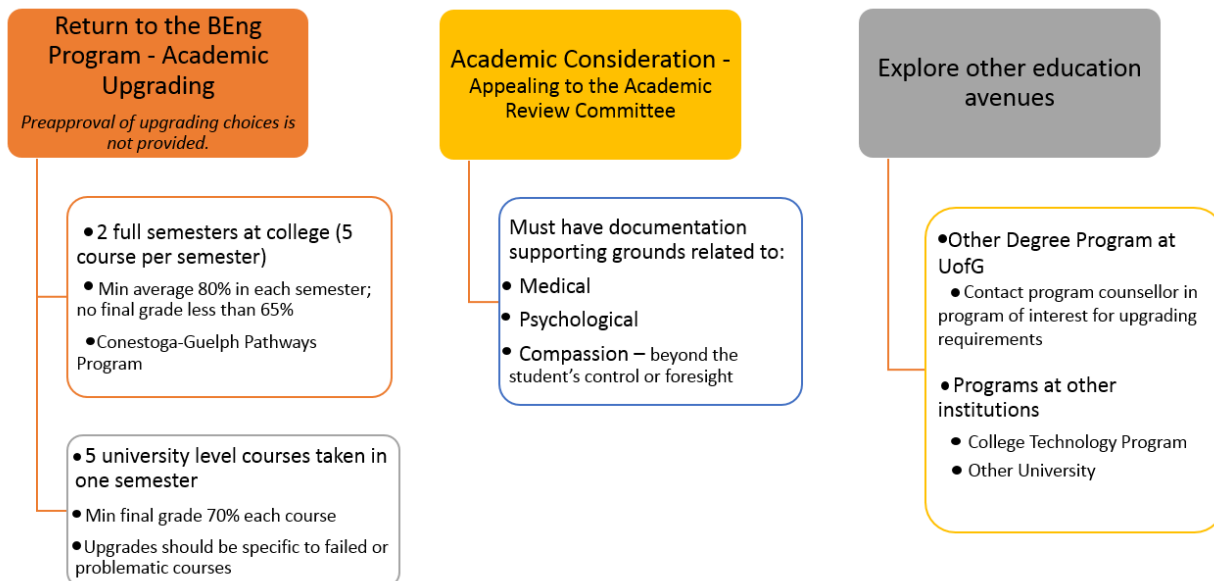 Return to the BEng
Program - Academic
Upgrading
Preapproval of upgrading choices is
not provided.
• 2 full semesters at college (5
course per semester)
• Min average 80% in each semester;
no final grade less than 65%
•Conestoga-Guelph Pathways
Program
• 5 university level courses taken in
one semester
• Min final grade 70% each course
• Upgrades should be specific to failed or
problematic courses
Academic Consideration -
Appealing to the Academic
Review Committee
Must have documentation
supporting grounds related to:
• Medical
• Psychological
• Compassion – beyond the
student's control or foresight
Explore other education
avenues
•Other Degree Program at
UofG
• Contact program counsellor in
program of interest for upgrading
requirements
• Programs at other
institutions
• College Technology Program
• Other University